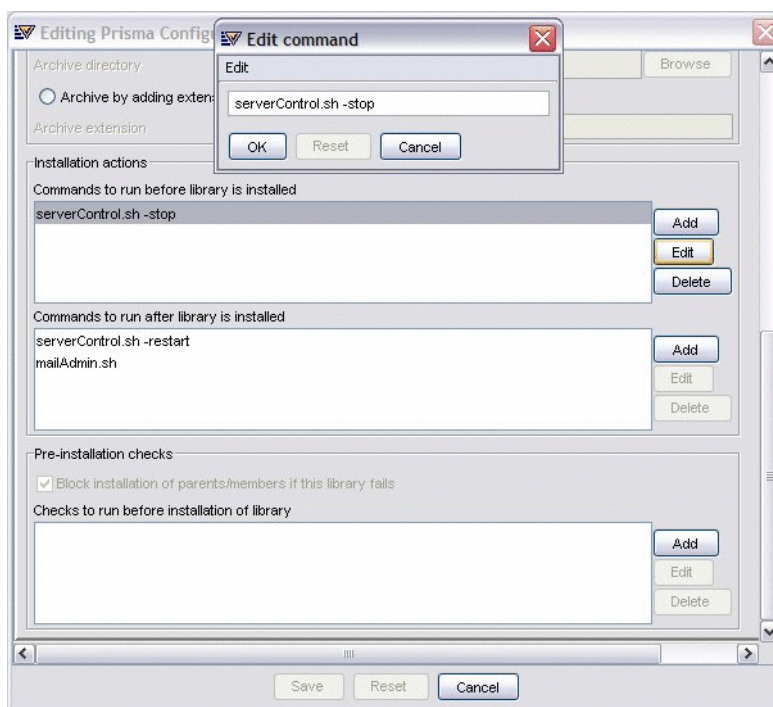 Editing Prisma Config
Edit command
Edit
serverControl.sh -stop
OK
Reset
Cancel
Archive directory
Browse
Archive by adding exten
Archive extension
Installation actions
Commands to run before library is installed
serverControl.sh -stop
Add
Edit
Delete
Commands to run after library is installed
serverControl.sh -restart
mailAdmin.sh
Add
Edit
Delete
Pre-installation checks
Block installation of parents/members if this library fails
Checks to run before installation of library
Add
Edit
Delete
Save
Reset
Cancel